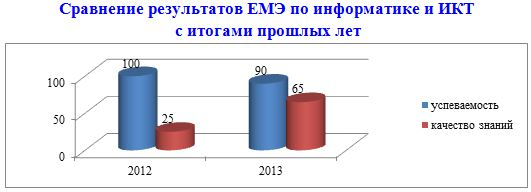 Сравнение результатов ЕМЭ по информатике и ИКТ
с итогами прошлых лет
100
90
100
65
50
25
0
2012
2013
успеваемость
качество знаний